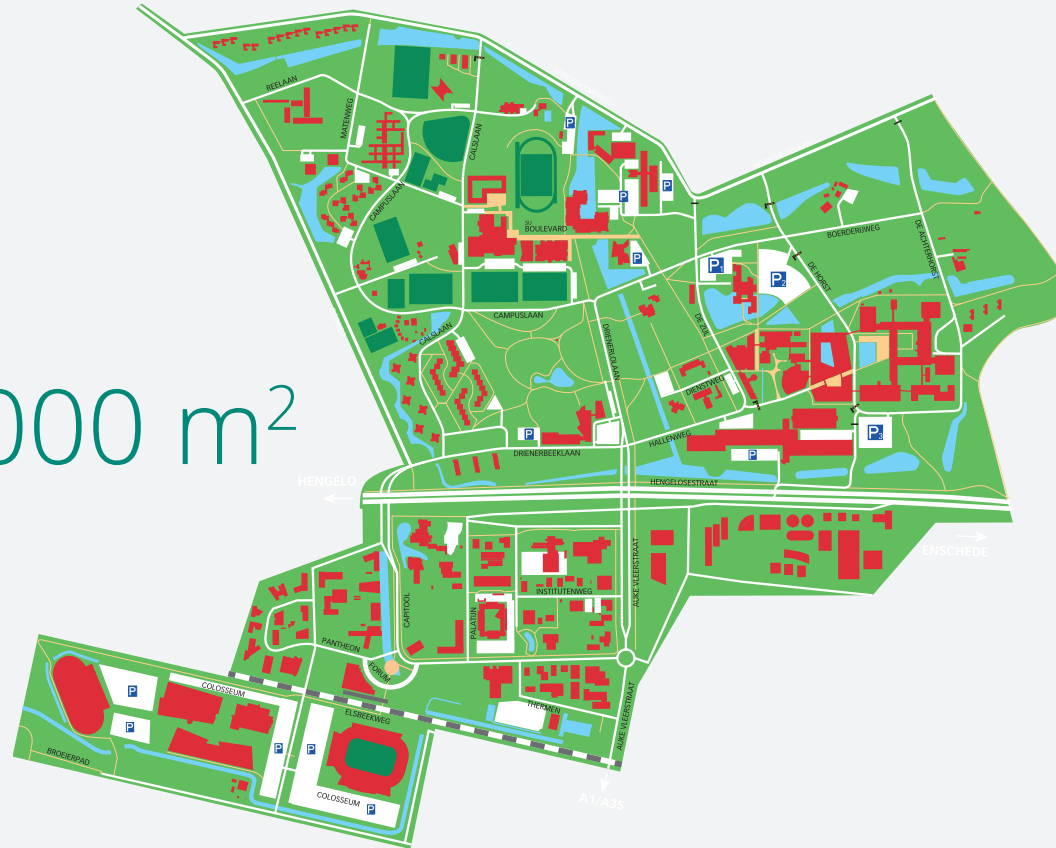 REELAAN
MATENWEG
CALSLAAN
CAMPUSLAAN
SU
BOULEVARD
BOERDERIJWEG
DE ACHTERHORST
DE HORST
P
P
P
P
P1
P2
CAMPUSLAAN
CALSLAAN
DRIENERLOLAAN
DE ZUL
DIENSTWEG
000 m²
P
HALLENWEG
P
P3
DRIENERBEEKLAAN
HENGELO
HENGELOSESTRAAT
ENSCHEDE
AUKE VLEERSTRAAT
INSTITUTENWEG
CAPITOOL
PALATIJN
PANTHEON
FORUM
COLOSSEUM
P
P
ELSBEEKWEG
THERMEN
AUKE VLEERSTRAAT
P
P
BROEIERPAD
COLOSSEUM
P
A1/A35